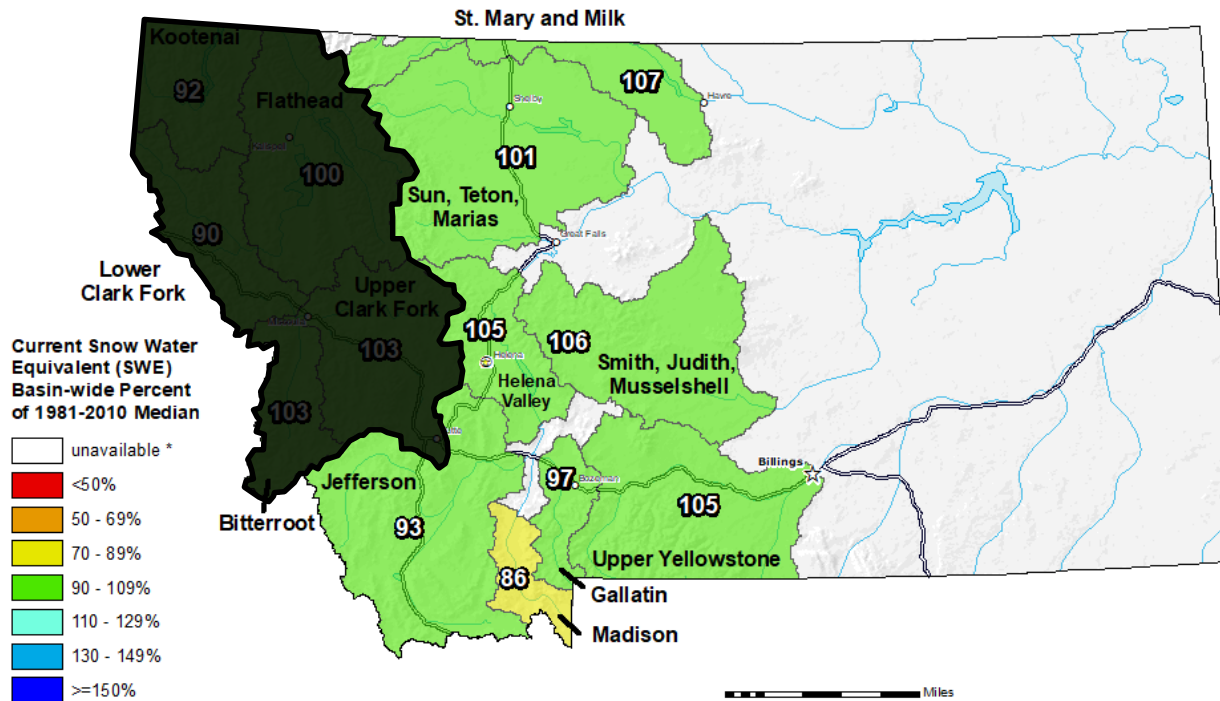 St. Mary and Milk
Kootenai
92
Flathead
Kalispell
100
107
Havre
Shelby
101
Sun, Teton,
Marias
Great Falls
90
Lower
Clark Fork
Upper
Clark Fork
Missoula
103
105
Helena
Helena
Valley
106
Smith, Judith,
Musselshell
Current Snow Water
Equivalent (SWE)
Basin-wide Percent
of 1981-2010 Median
unavailable *
<50%
50 - 69%
70 - 89%
90 - 109%
110 - 129%
130 - 149%
>=150%
103
Bitterroot
Butte
Jefferson
93
97
Bozeman
Billings
105
Upper Yellowstone
86
Gallatin
Madison
Miles